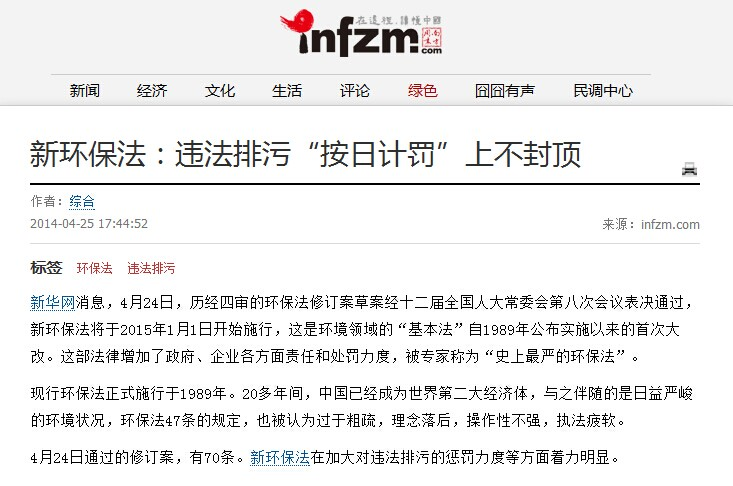 在這裡，讀懂中國
infzm.com
南方周末
新闻 经济 文化 生活 评论 绿色 囧囧有声 民调中心
新环保法：违法排污“按日计罚”上不封顶
作者：综合
2014-04-25 17:44:52 来源：infzm.com
标签 环保法 违法排污
新华网消息，4月24日，历经四审的环保法修订案草案经十二届全国人大常委会第八次会议表决通过，
新环保法将于2015年1月1日开始施行，这是环境领域的“基本法”自1989年公布实施以来的首次大
改。这部法律增加了政府、企业各方面责任和处罚力度，被专家称为“史上最严的环保法”。
现行环保法正式施行于1989年。20多年间，中国已经成为世界第二大经济体，与之伴随的是日益严峻
的环境状况，环保法47条的规定，也被认为过于粗疏，理念落后，操作性不强，执法疲软。
4月24日通过的修订案，有70条。新环保法在加大对违法排污的惩罚力度等方面着力明显。